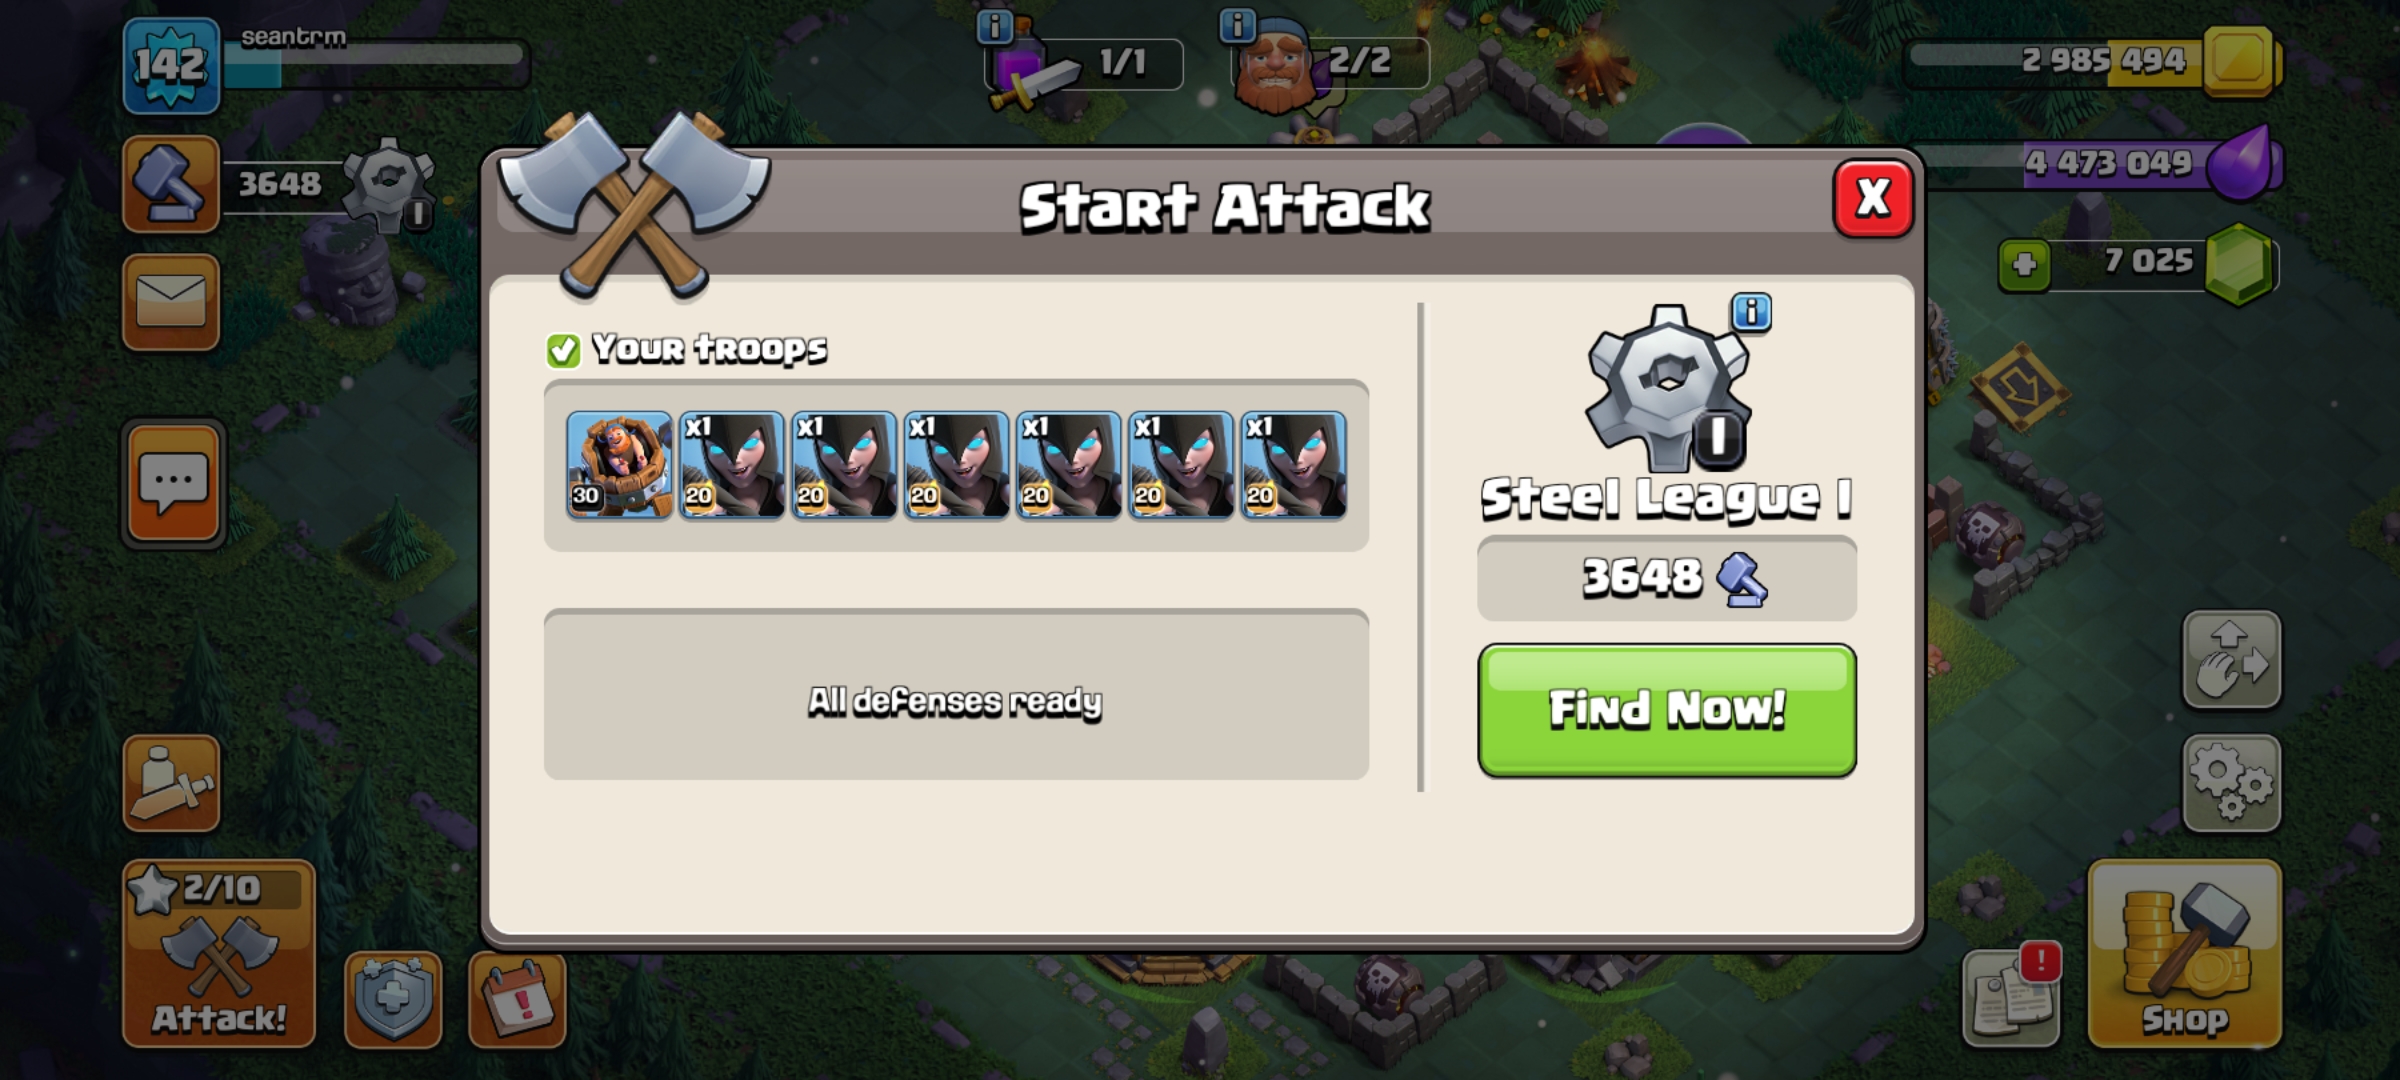 142
seantrm
1/1
2/2
2 985 494
3648
I
4 473 049
7 025
Start Attack
X
Your troops
30
x1
20
x1
20
x1
20
x1
20
x1
20
x1
20
I
Steel League I
3648
All defenses ready
Find Now!
2/10
Attack!
Shop